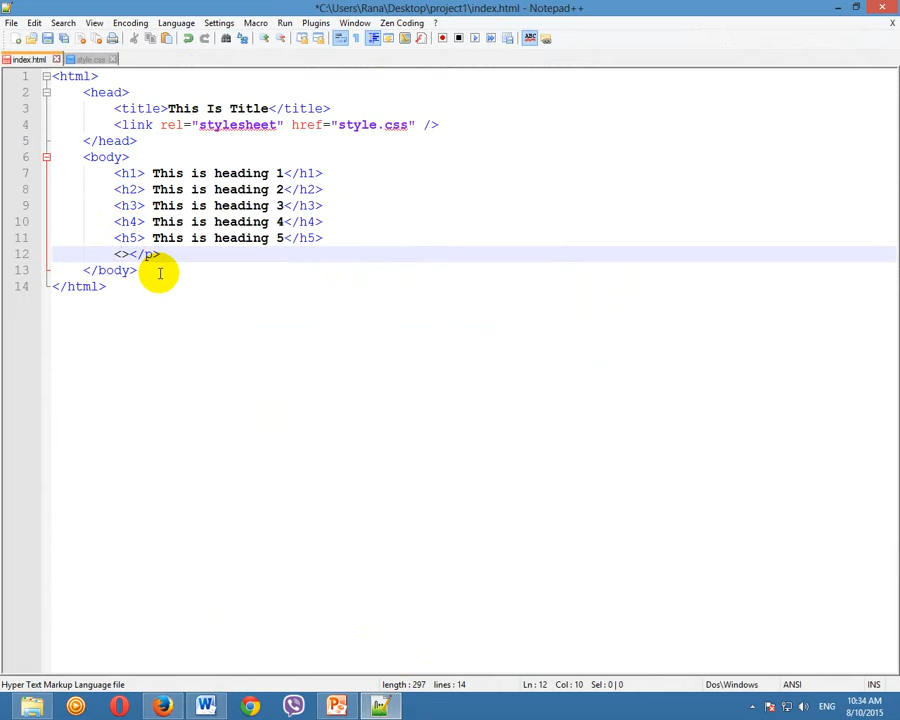 *C:\Users\Rana\Desktop\project1\index.html - Notepad++
File Edit Search View Encoding Language Settings Macro Run Plugins Window Zen Coding ? X
index.html style.css
1 <html>
2 <head>
3 <title>This Is Title</title>
4 <link rel="stylesheet" href="style.css" />
5 </head>
6 <body>
7 <h1> This is heading 1</h1>
8 <h2> This is heading 2</h2>
9 <h3> This is heading 3</h3>
10 <h4> This is heading 4</h4>
11 <h5> This is heading 5</h5>
12 <></p>
13 </body>
14 </html>
Hyper Text Markup Language file length : 297 lines : 14 Ln : 12 Col : 10 Sel : 0 | 0 Dos\Windows ANSI INS
ENG 10:34 AM
8/10/2015